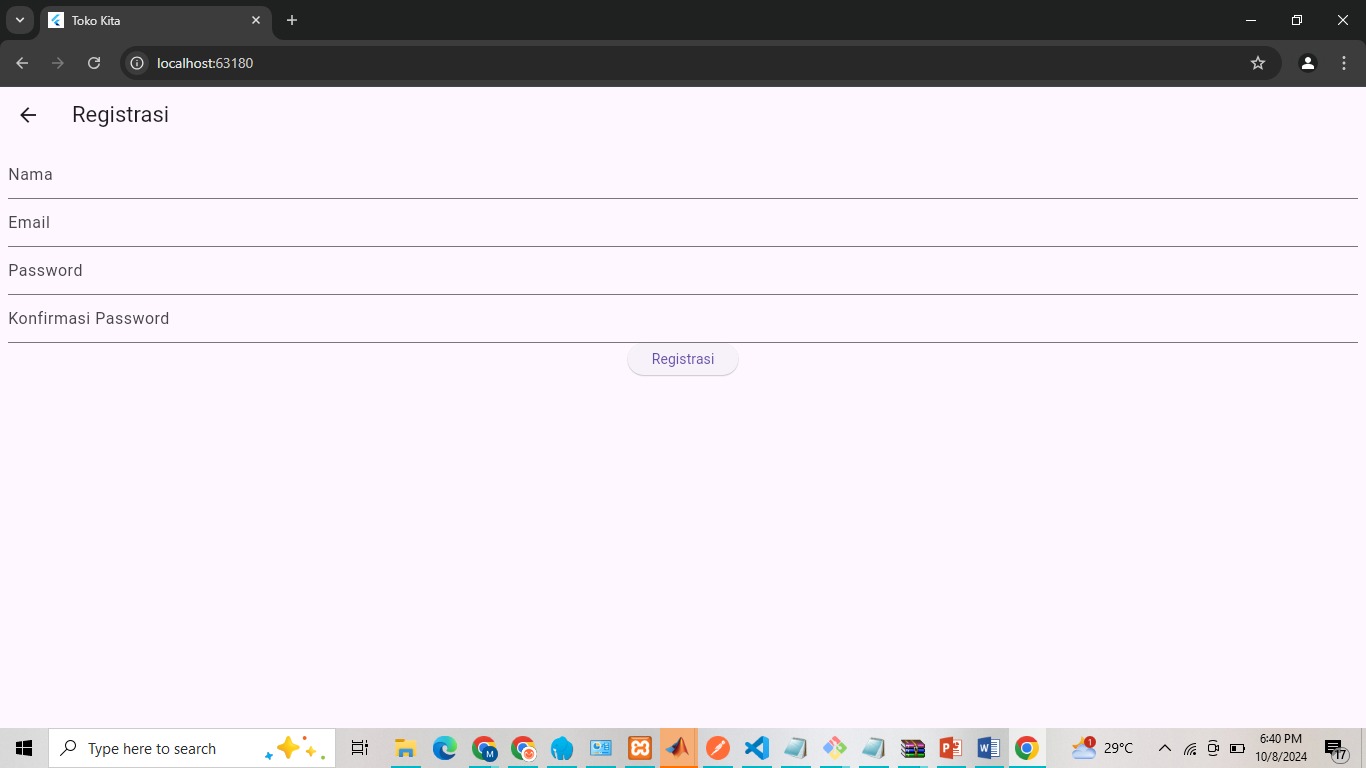 Toko Kita
localhost:63180
Registrasi
Nama
Email
Password
Konfirmasi Password
Registrasi
Type here to search
M
P
W
1
29°C
6:40 PM
10/8/2024
17